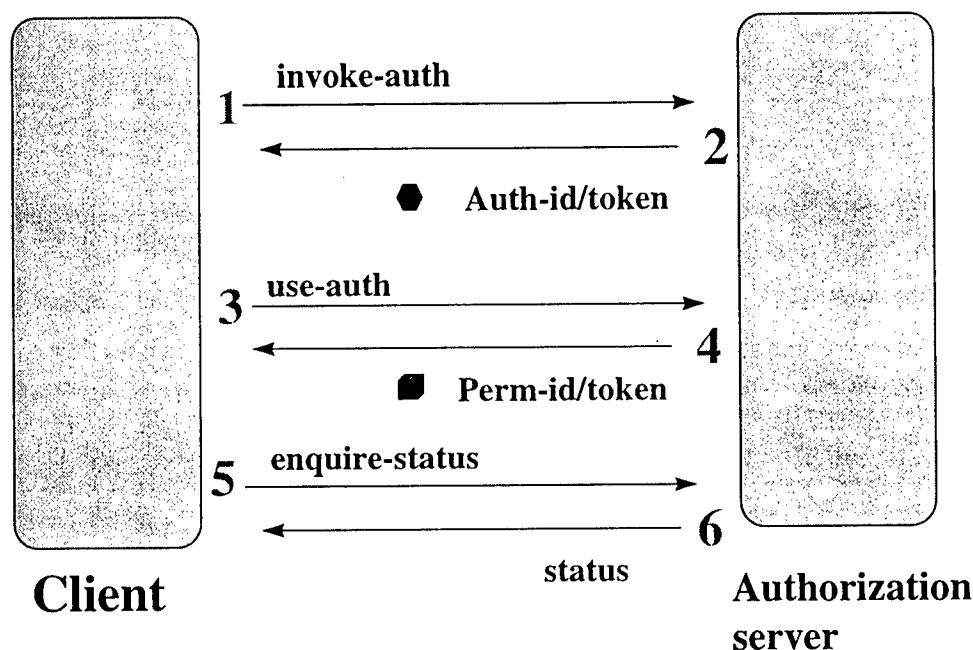 invoke-auth
1
2
Auth-id/token
use-auth
3
4
Perm-id/token
enquire-status
5
6
status
Client
Authorization
server